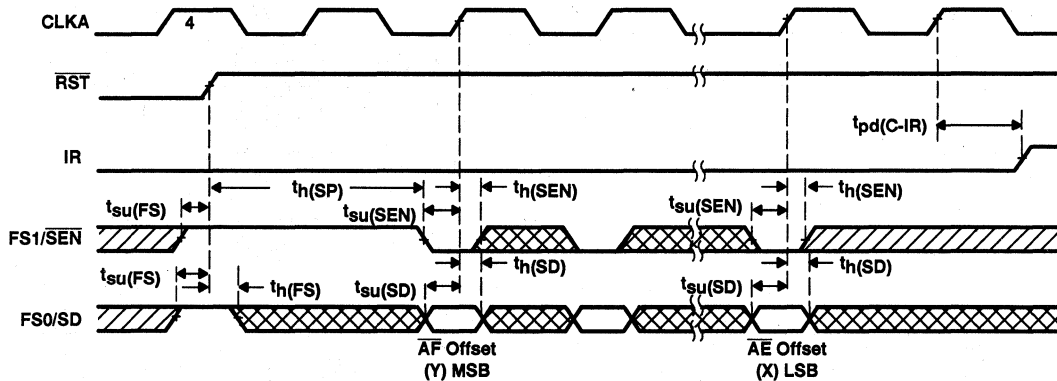 CLKA
4
RST
t_pd(C-IR)
IR
t_h(SP)
t_h(SEN)
t_h(SEN)
t_su(FS)
t_su(SEN)
t_su(SEN)
FS1/SEN
t_h(SD)
t_h(SD)
t_su(FS)
t_h(FS)
t_su(SD)
t_su(SD)
FS0/SD
AF Offset
(Y) MSB
AE Offset
(X) LSB